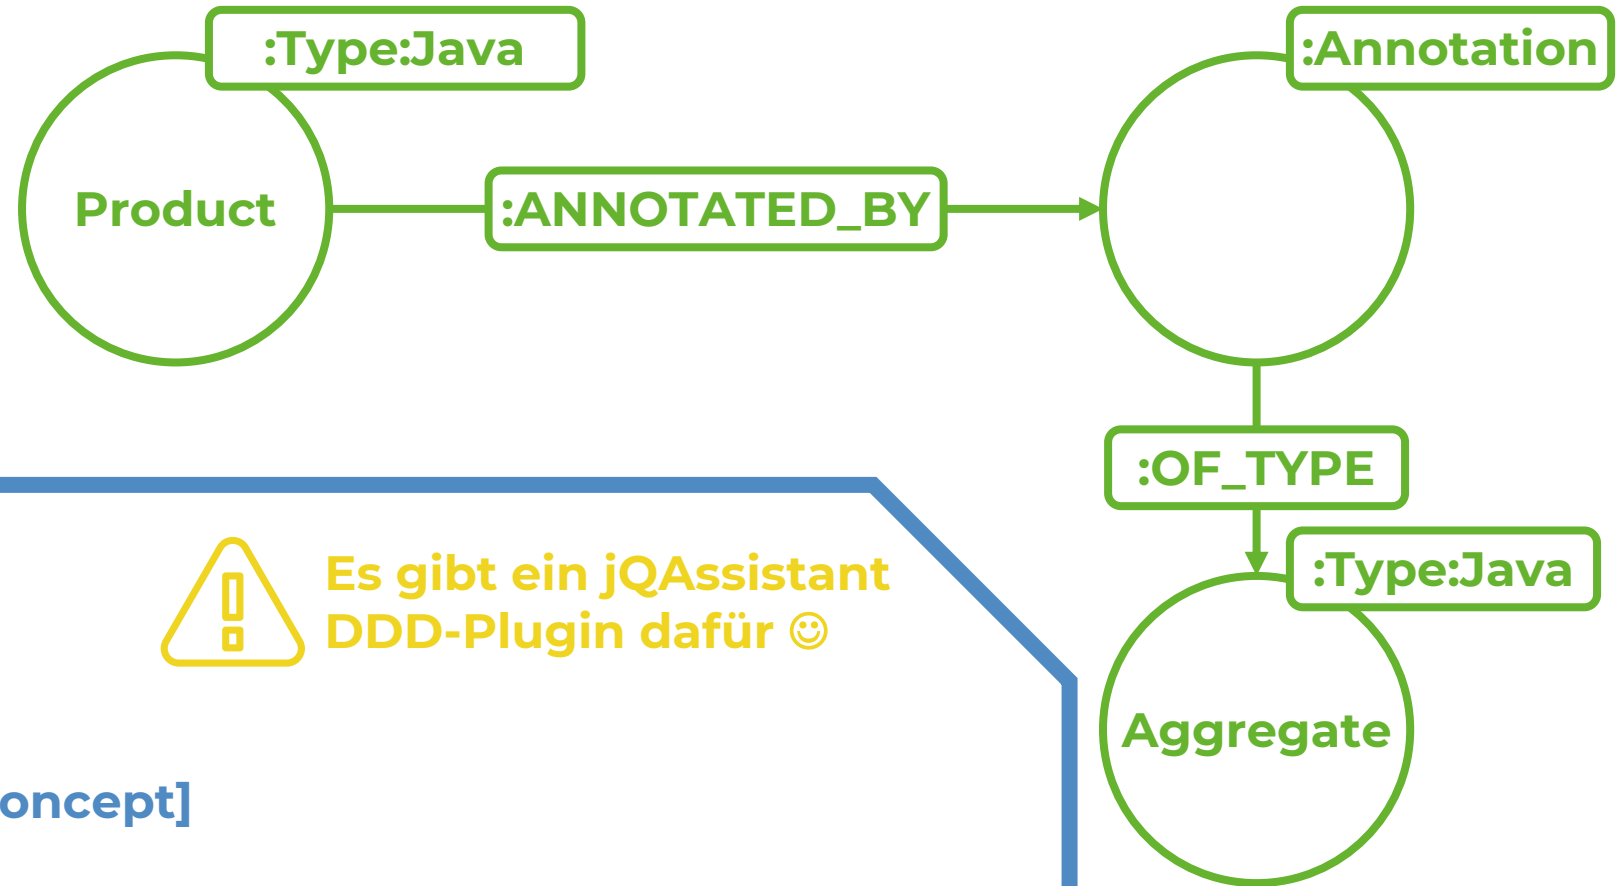 :Type:Java
:Annotation
Product
:ANNOTATED_BY
:OF_TYPE
Es gibt ein jQAssistant
DDD-Plugin dafür ☺
:Type:Java
Aggregate
oncept]